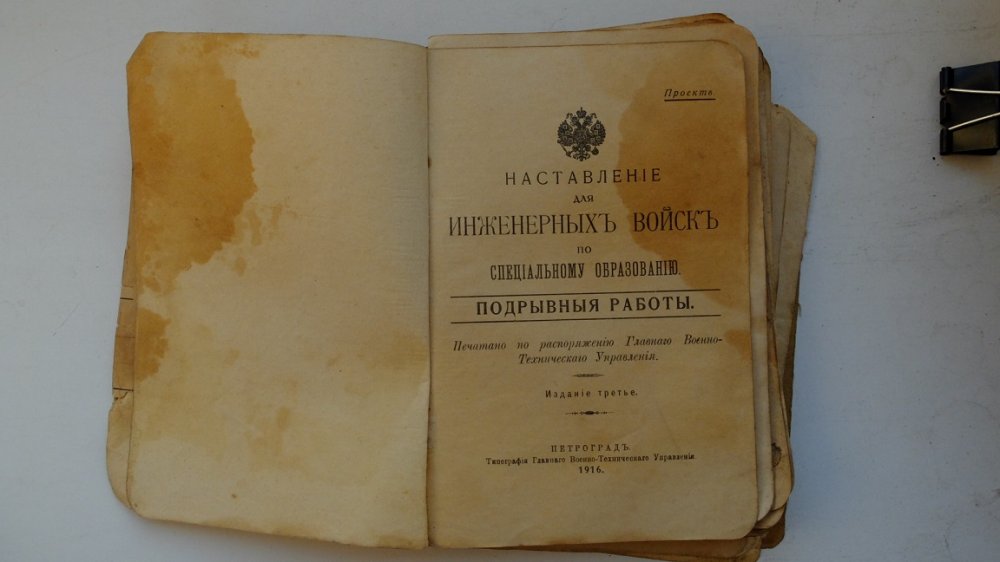 Проектъ
НАСТАВЛЕНІЕ
ДЛЯ
ИНЖЕНЕРНЫХЪ ВОЙСКЪ
ПО
СПЕЦІАЛЬНОМУ ОБРАЗОВАНІЮ.
ПОДРЫВНЫЯ РАБОТЫ.
Печатано по распоряженію Главнаго Военно-
Техническаго Управленія.
Изданіе третье.
ПЕТРОГРАДЪ.
Типографія Главнаго Военно-Техническаго Управленія
1916.